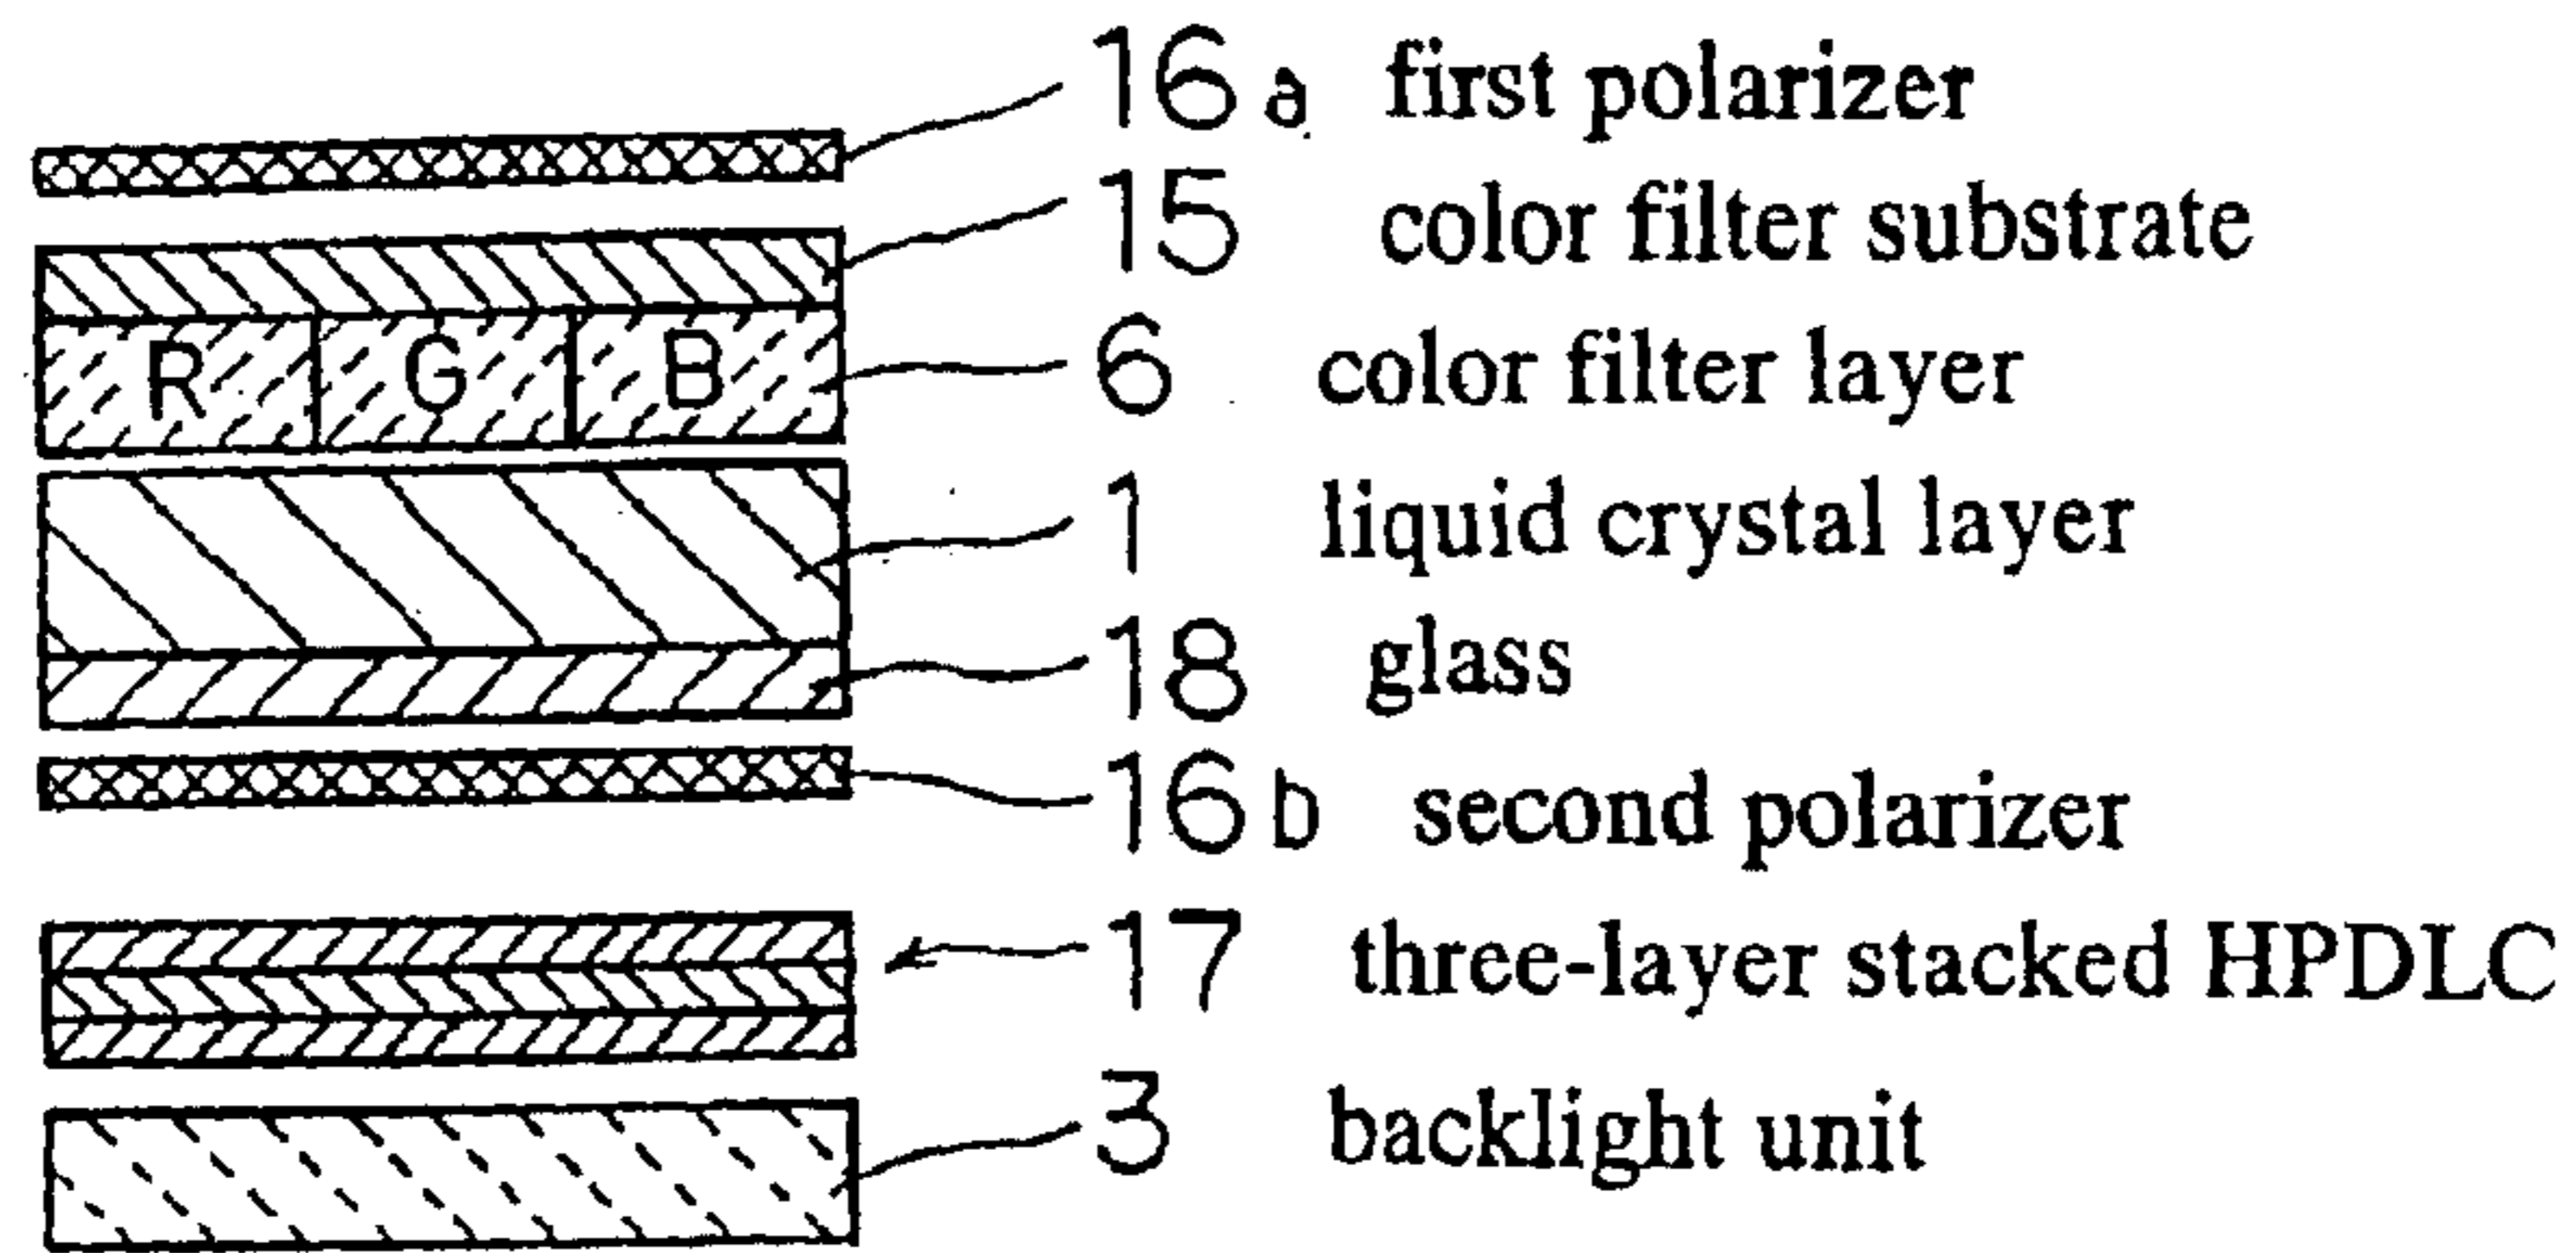 16a first polarizer
15 color filter substrate
R G B 6 color filter layer
1 liquid crystal layer
18 glass
16b second polarizer
17 three-layer stacked HPDLC
3 backlight unit